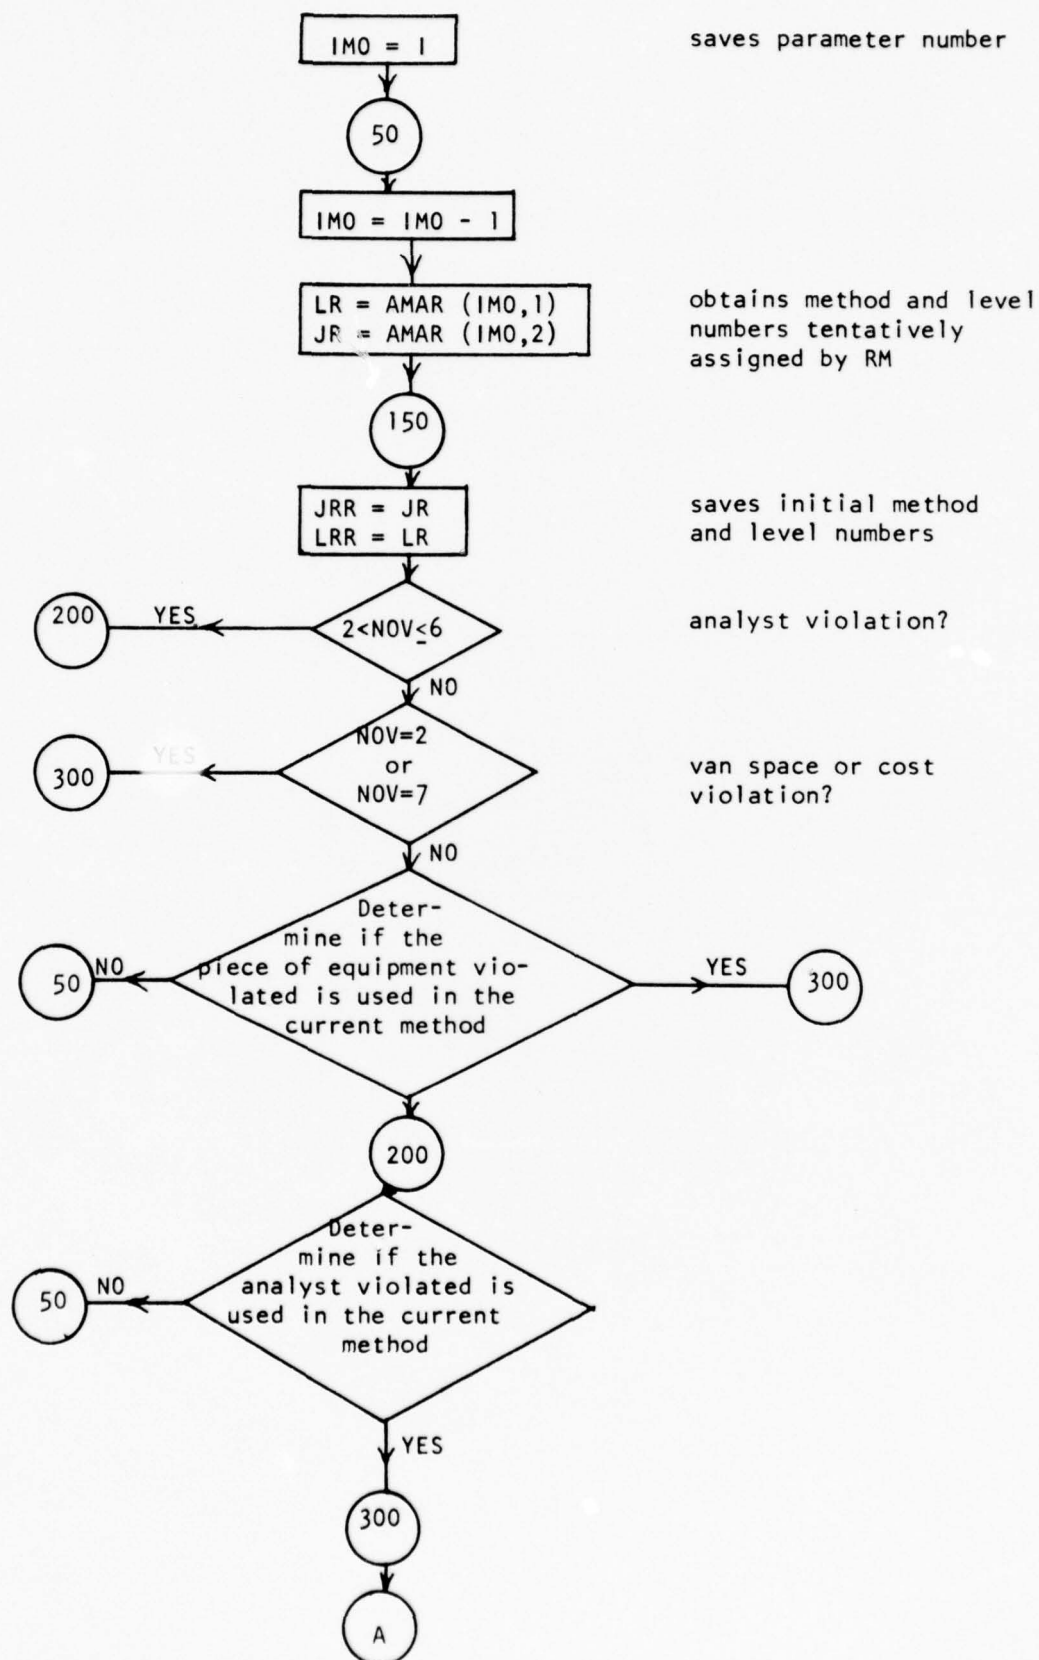 IMO = I
saves parameter number
50
IMO = IMO - 1
LR = AMAR (IMO,1)
JR = AMAR (IMO,2)
obtains method and level
numbers tentatively
assigned by RM
150
JRR = JR
LRR = LR
saves initial method
and level numbers
200
YES
2<NOV≤6
analyst violation?
NO
300
YES
NOV=2
or
NOV=7
van space or cost
violation?
NO
Deter-
mine if the
piece of equipment vio-
lated is used in the
current method
50
NO
YES
300
200
Deter-
mine if the
analyst violated is
used in the current
method
50
NO
YES
300
A